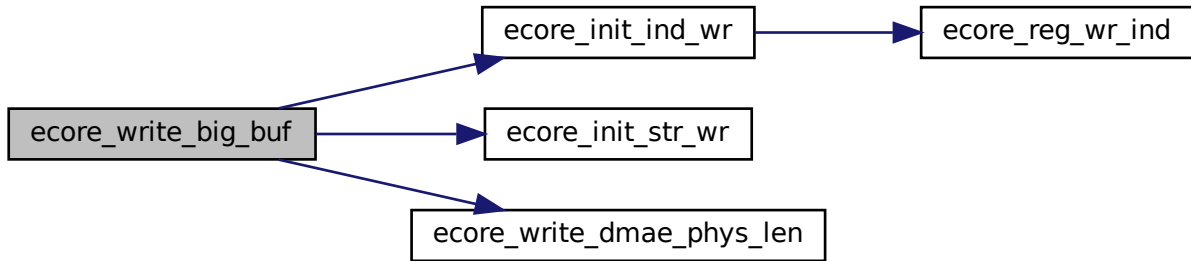 ecore_init_ind_wr
ecore_reg_wr_ind
ecore_write_big_buf
ecore_init_str_wr
ecore_write_dmae_phys_len